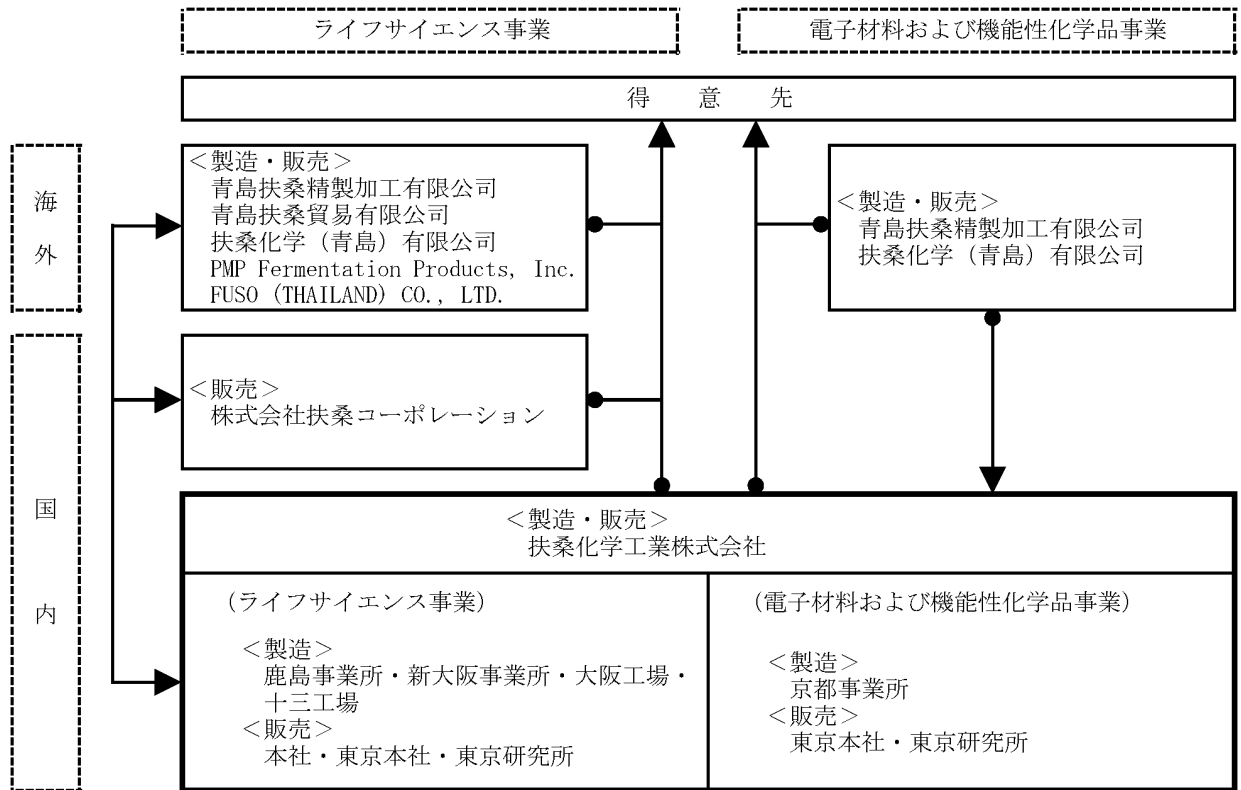 ライフサイエンス事業
電子材料および機能性化学品事業
得 意 先
海外
＜製造・販売＞
青島扶桑精製加工有限公司
青島扶桑貿易有限公司
扶桑化学（青島）有限公司
PMP Fermentation Products, Inc.
FUSO (THAILAND) CO., LTD.
＜製造・販売＞
青島扶桑精製加工有限公司
扶桑化学（青島）有限公司
国内
＜販売＞
株式会社扶桑コーポレーション
＜製造・販売＞
扶桑化学工業株式会社
（ライフサイエンス事業）
＜製造＞
鹿島事業所・新大阪事業所・大阪工場・
十三工場
＜販売＞
本社・東京本社・東京研究所
（電子材料および機能性化学品事業）
＜製造＞
京都事業所
＜販売＞
東京本社・東京研究所